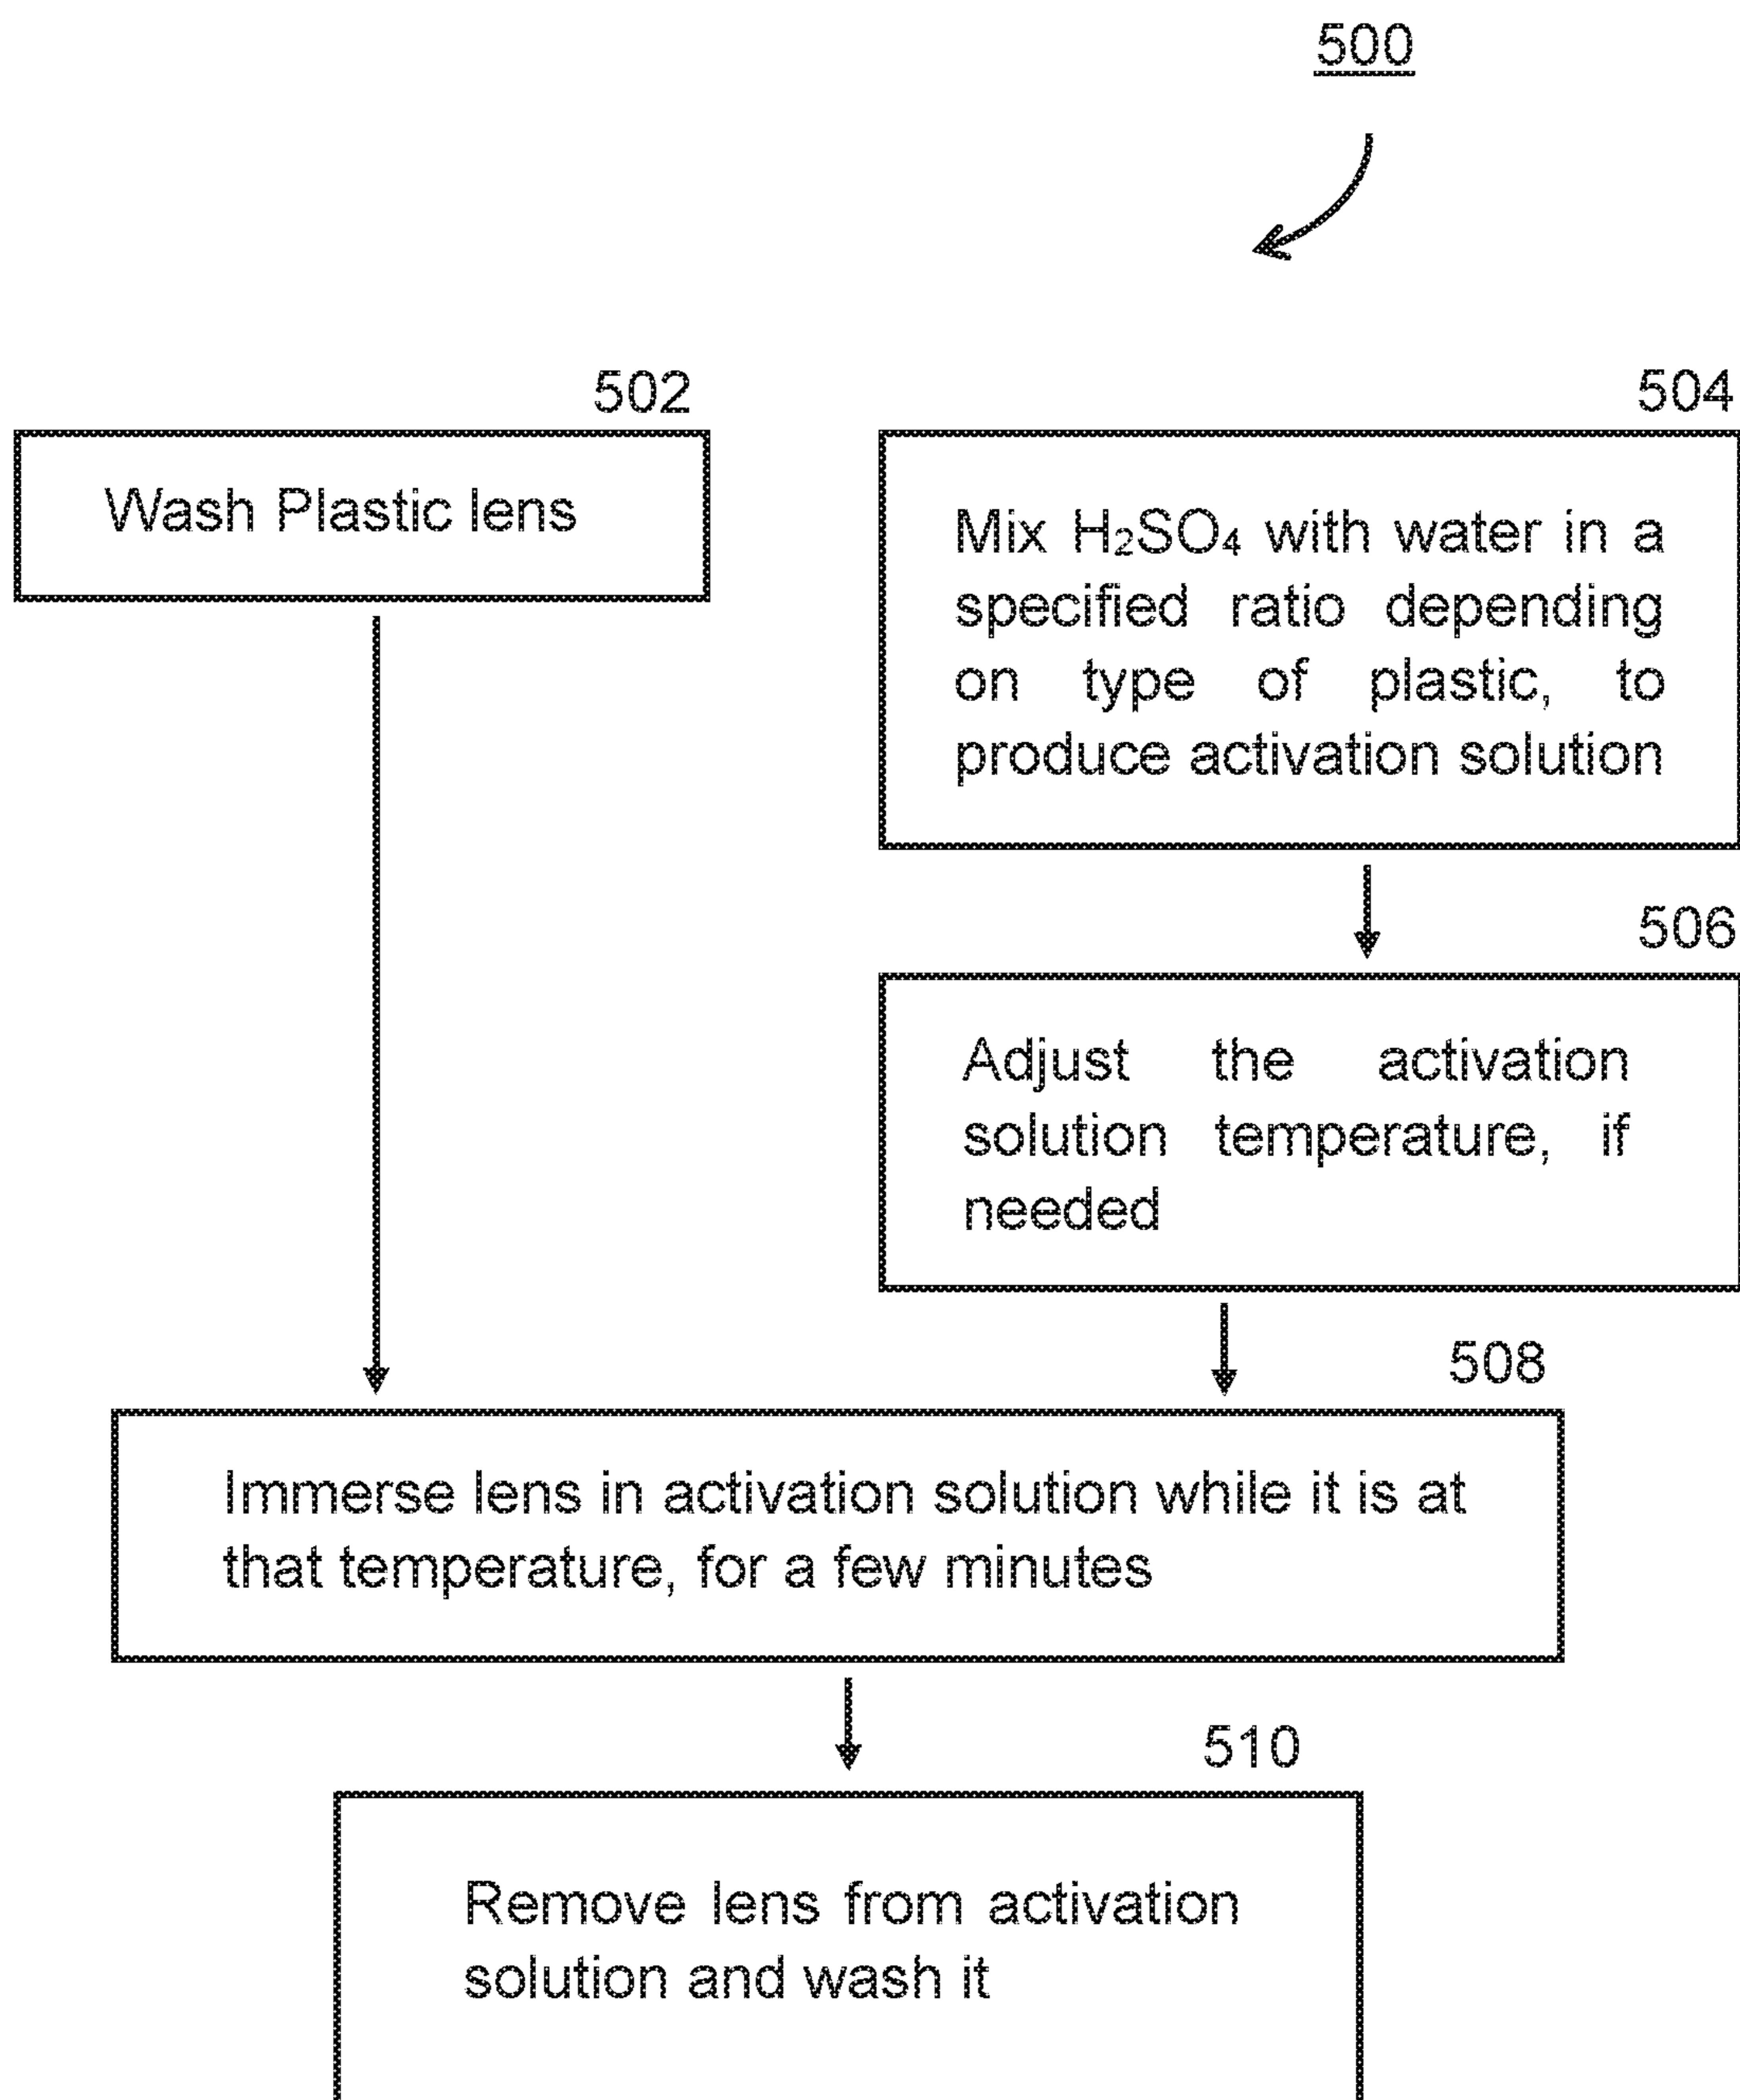 500
502
Wash Plastic lens
504
Mix H₂SO₄ with water in a
specified ratio depending
on type of plastic, to
produce activation solution
506
Adjust the activation
solution temperature, if
needed
508
Immerse lens in activation solution while it is at
that temperature, for a few minutes
510
Remove lens from activation
solution and wash it